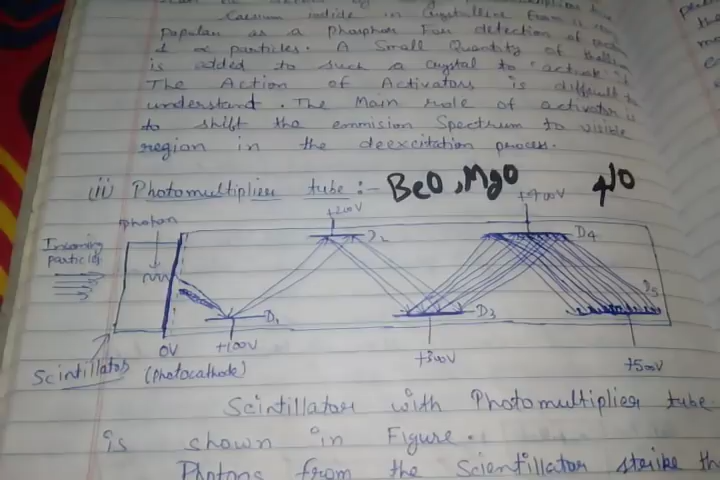 Caesium iodide in Crystalline Form is
popular as a phosphor For detection of
& α particles. A Small Quantity of
is added to such a crystal to 'activate' it
The Action of Activators is difficult to
understand. The Main role of activator is
to shift the emmision Spectrum to visible
region in the deexcitation process.
(ii) Photomultiplier tube :- BeO, MgO
+200V
+400V
photon
Incoming
particles
D2
D4
D5
D1
D3
0V
+100V
+300V
+500V
Scintillator
(photocathode)
Scintillator with Photomultiplier tube
is shown in Figure.
Photons from the Scientillator strike the